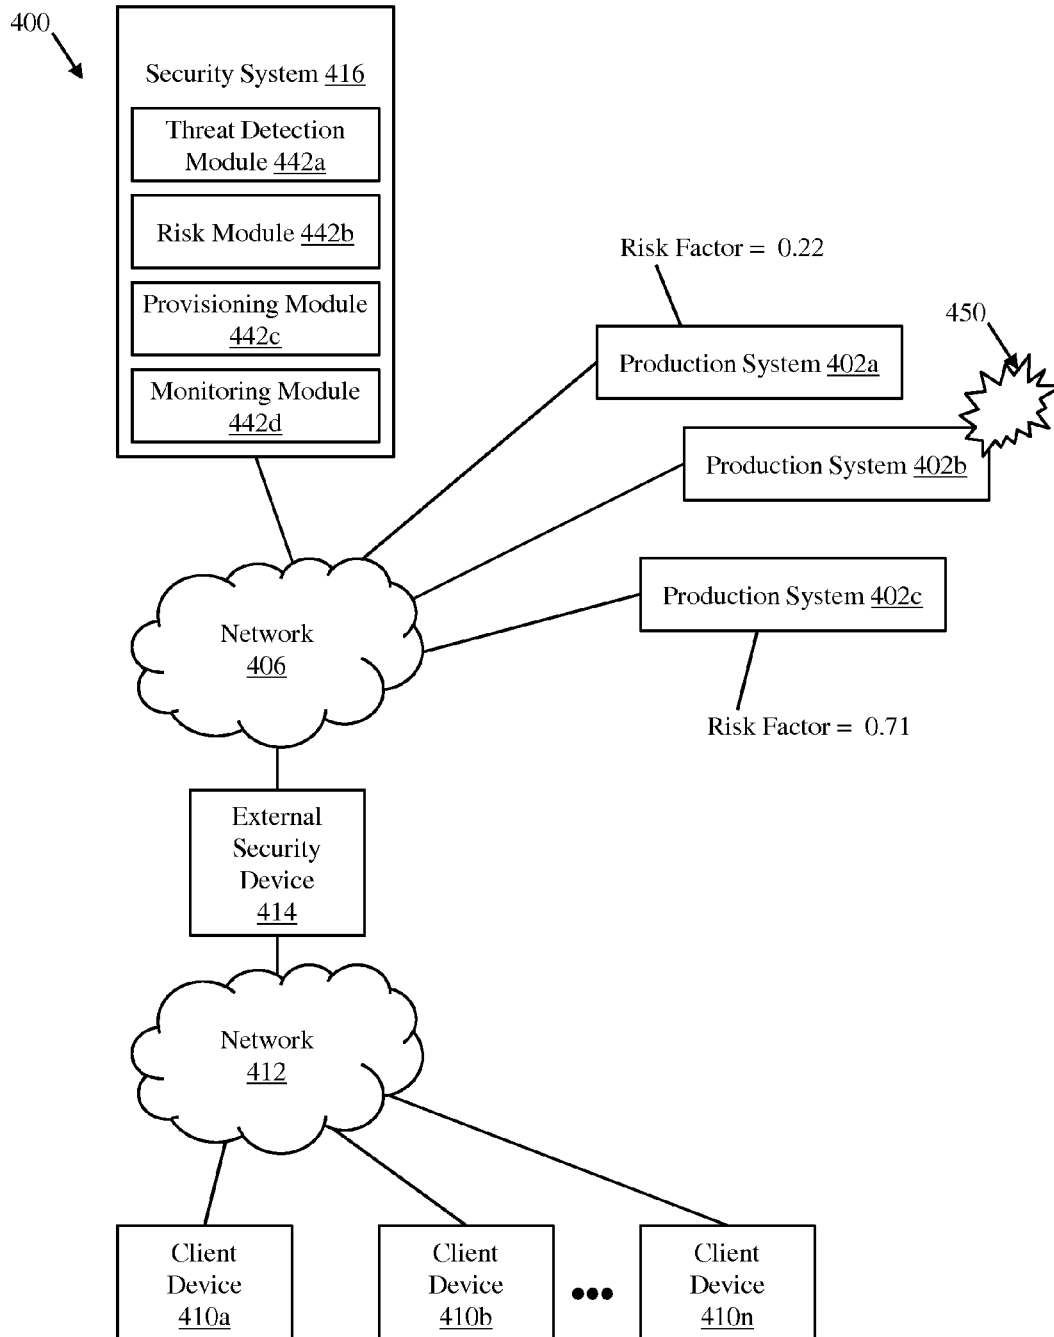 400
Security System 416
Threat Detection
Module 442a
Risk Module 442b
Provisioning Module
442c
Monitoring Module
442d
Risk Factor = 0.22
450
Production System 402a
Production System 402b
Production System 402c
Risk Factor = 0.71
Network
406
External
Security
Device
414
Network
412
Client
Device
410a
Client
Device
410b
Client
Device
410n